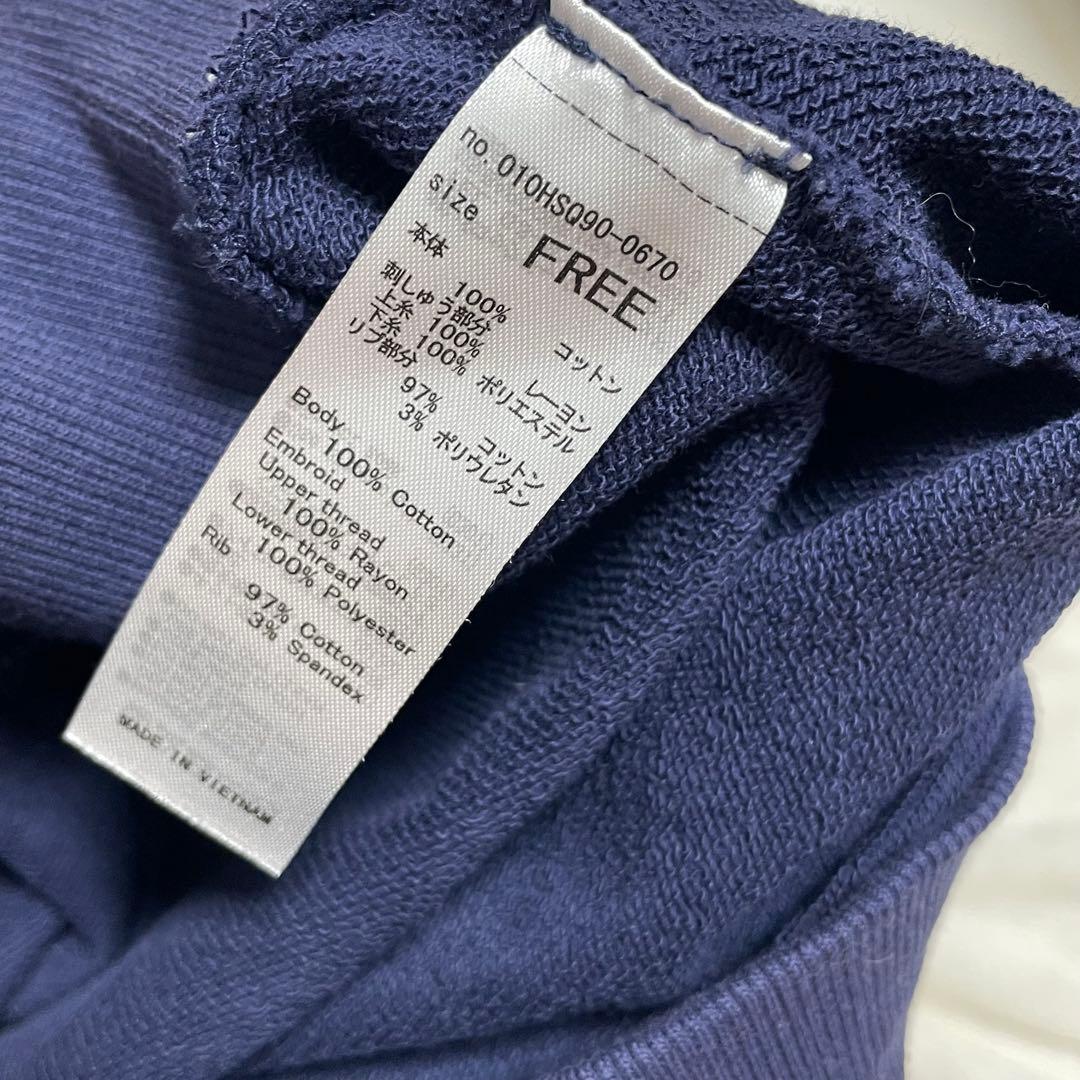 no. 010HSQ90-0670
size FREE
本体
100% コットン
刺しゅう部分
上糸 100% レーヨン
下糸 100% ポリエステル
リブ部分
97% コットン
3% ポリウレタン
Body
100% Cotton
Embroid
Upper thread
100% Rayon
Lower thread
100% Polyester
Rib
97% Cotton
3% Spandex
MADE IN VIETNAM